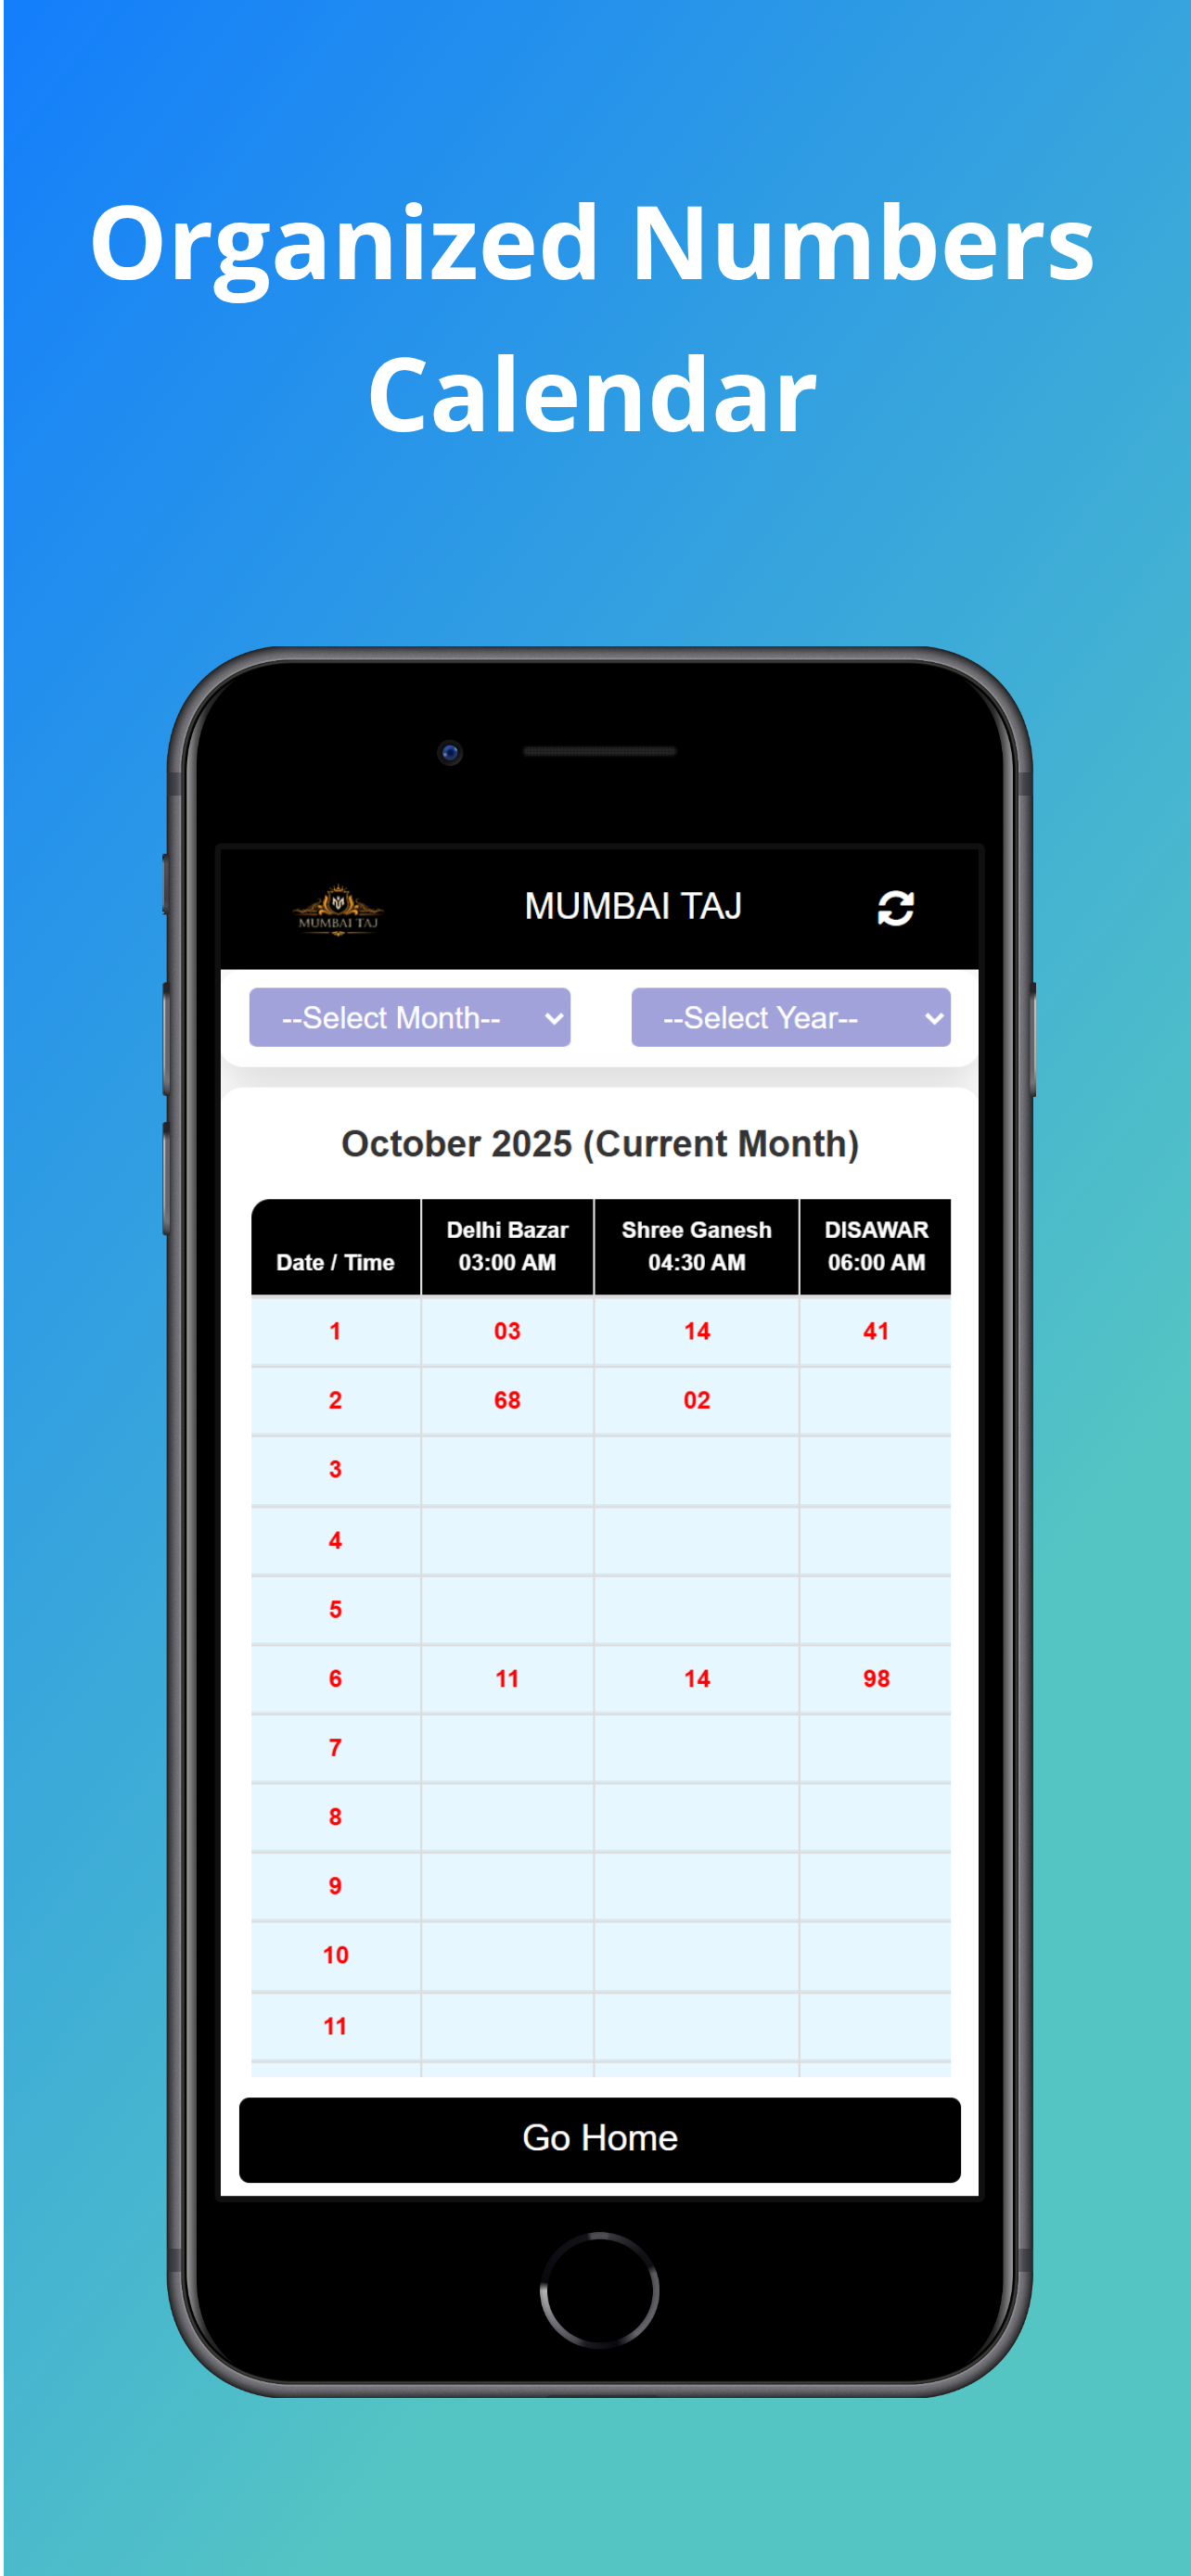 Organized Numbers
Calendar
MUMBAI TAJ
MUMBAI TAJ
--Select Month--
--Select Year--
October 2025 (Current Month)
Date / Time
Delhi Bazar
03:00 AM
Shree Ganesh
04:30 AM
DISAWAR
06:00 AM
1 03 14 41
2 68 02
3
4
5
6 11 14 98
7
8
9
10
11
Go Home